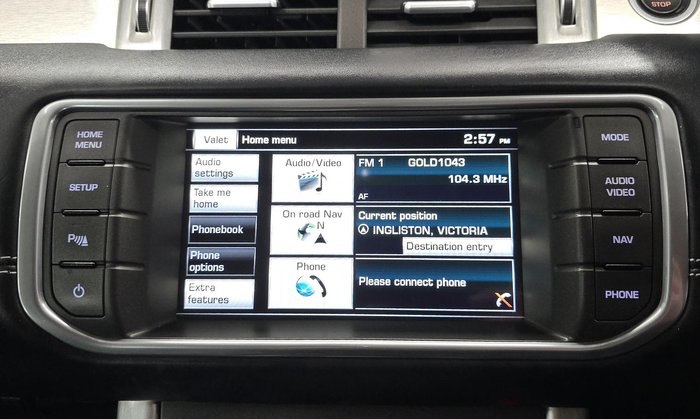 STOP
HOME
MENU
SETUP
P
MODE
AUDIO
VIDEO
NAV
PHONE
Valet
Home menu
2:57 PM
Audio
settings
Take me
home
Phonebook
Phone
options
Extra
features
Audio/Video
FM 1 GOLD1043
104.3 MHz
AF
On road Nav
N
Current position
INGLISTON, VICTORIA
Destination entry
Phone
Please connect phone